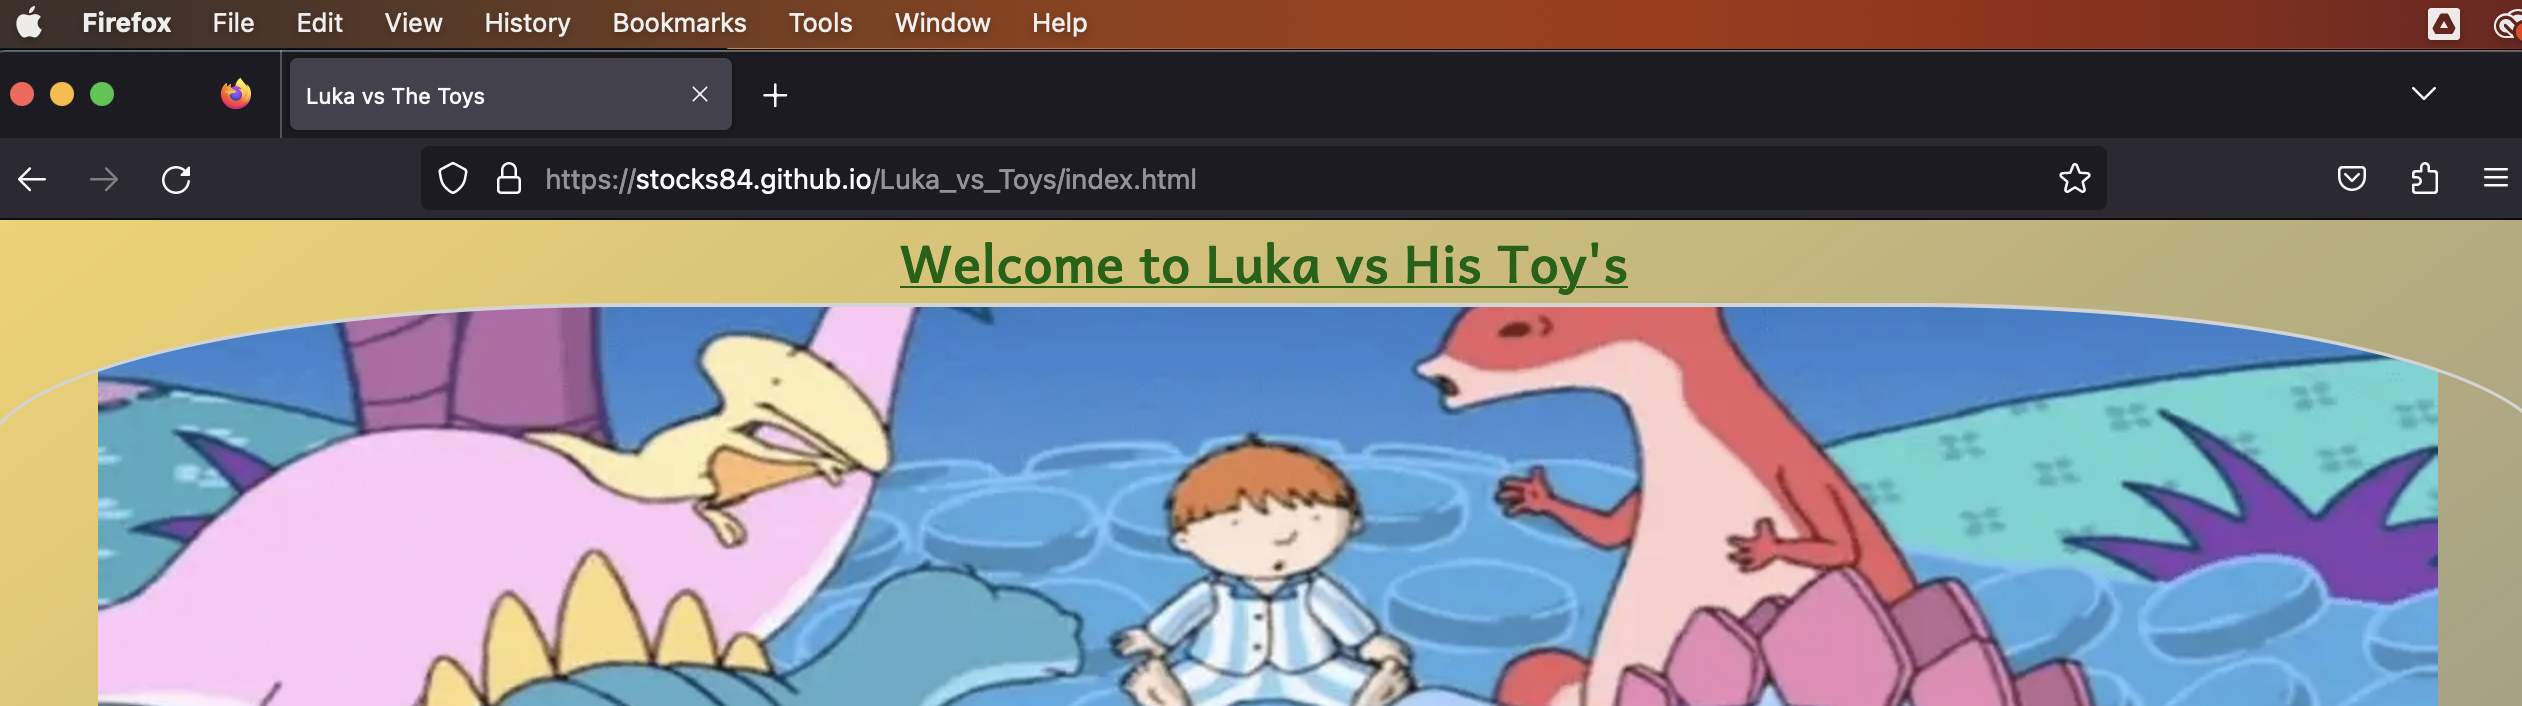 Firefox File Edit View History Bookmarks Tools Window Help
Luka vs The Toys
https://stocks84.github.io/Luka_vs_Toys/index.html
Welcome to Luka vs His Toy's